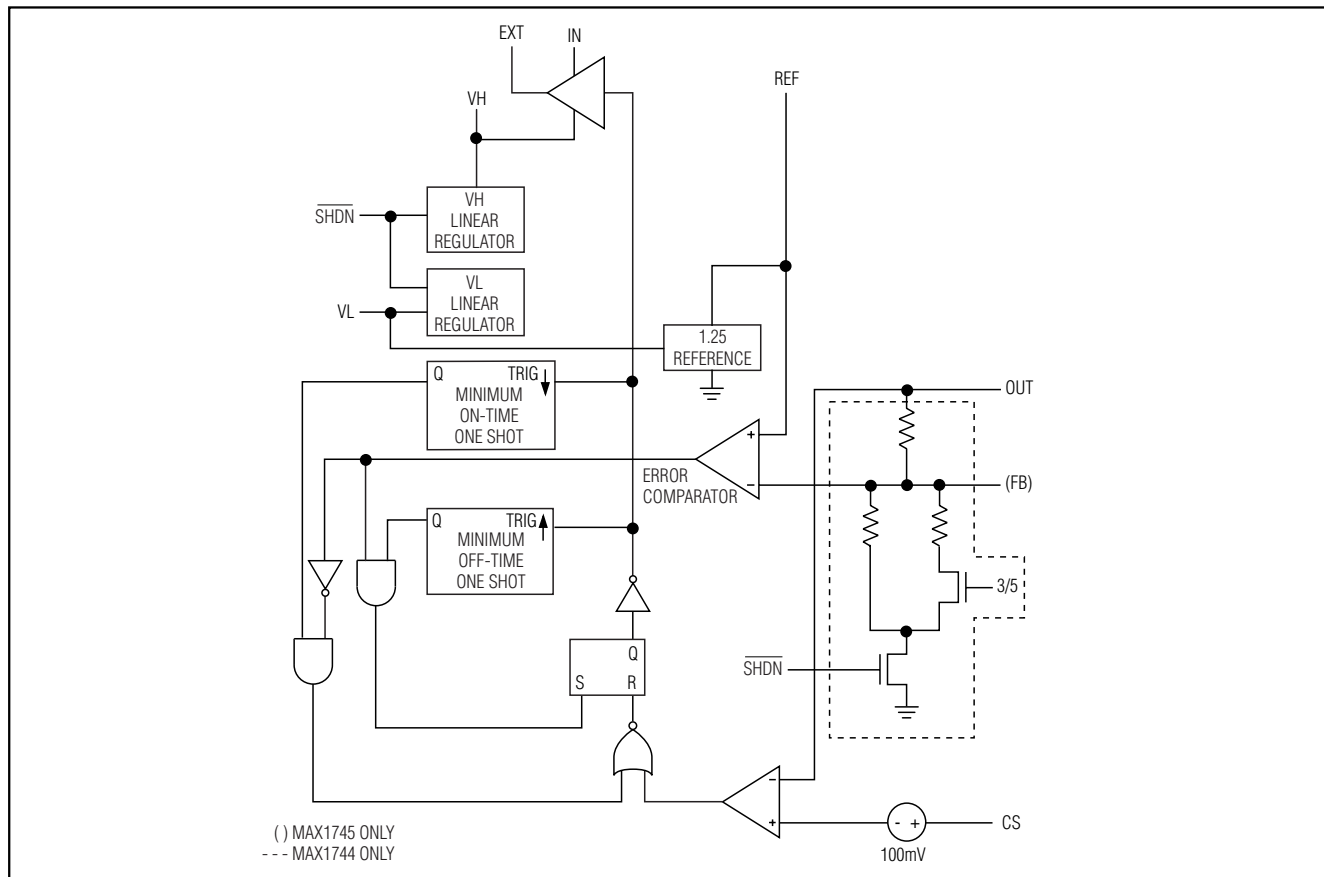 EXT
IN
REF
VH
VH
LINEAR
REGULATOR
SHDN
VL
LINEAR
REGULATOR
VL
1.25
REFERENCE
Q
TRIG
MINIMUM
ON-TIME
ONE SHOT
OUT
+
−
ERROR
COMPARATOR
(FB)
Q
TRIG
MINIMUM
OFF-TIME
ONE SHOT
3/5
Q
S
R
SHDN
−
+
- +
CS
100mV
( ) MAX1745 ONLY
- - - MAX1744 ONLY